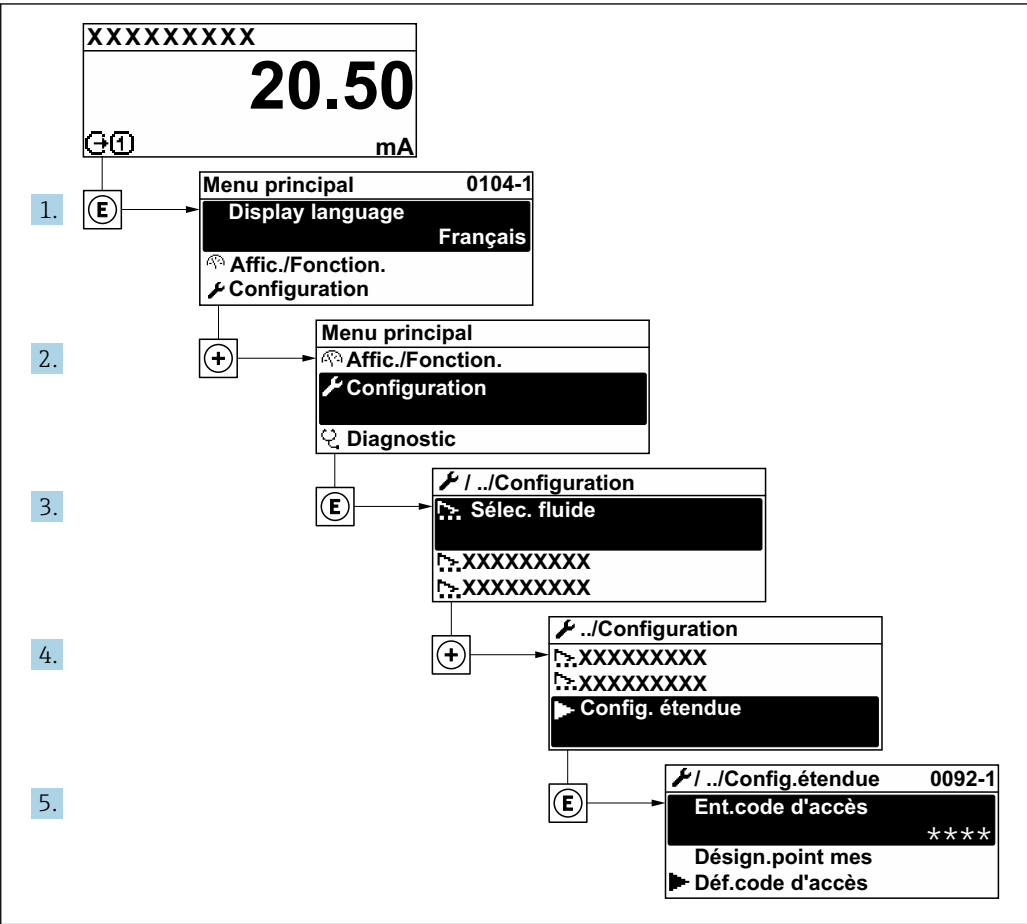 XXXXXXXXX
20.50
1 mA
1.
E
Menu principal 0104-1
Display language
Français
Affic./Fonction.
Configuration
2.
+
Menu principal
Affic./Fonction.
Configuration
Diagnostic
3.
E
/ ../Configuration
Sélec. fluide
XXXXXXXXX
XXXXXXXXX
4.
+
../Configuration
XXXXXXXXX
XXXXXXXXX
Config. étendue
5.
E
/ ../Config.étendue 0092-1
Ent.code d'accès
****
Désign.point mes
Déf.code d'accès